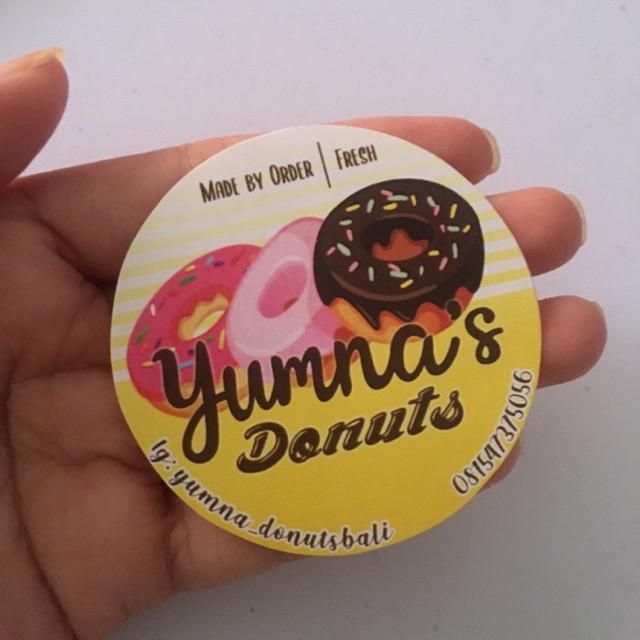 Made by Order | Fresh
Yumna's
Donuts
Ig: yumna_donutsbali
081547375056